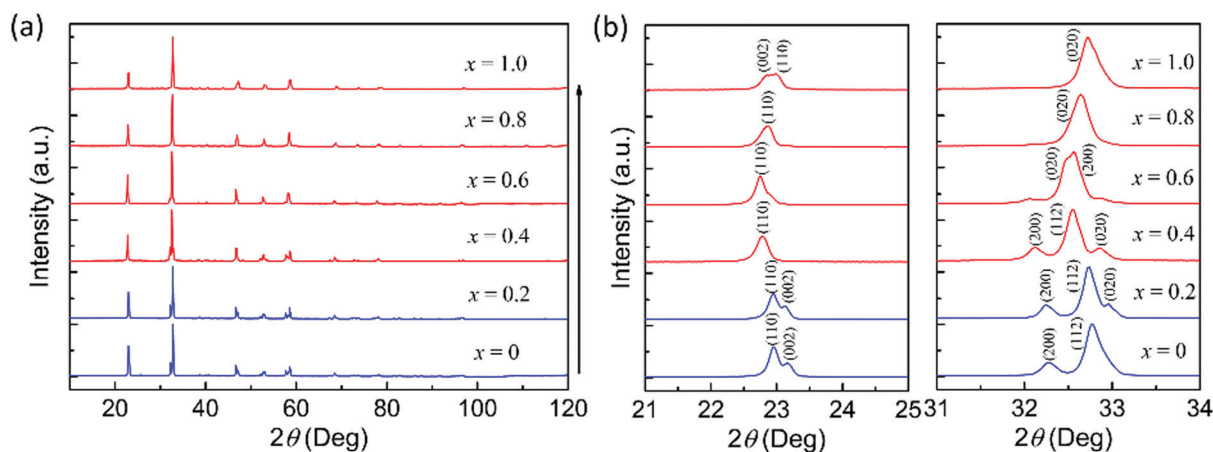 (a)
Intensity (a.u.)
x = 1.0
x = 0.8
x = 0.6
x = 0.4
x = 0.2
x = 0
20 40 60 80 100 120
2θ (Deg)
(b)
Intensity (a.u.)
(002) (110)
(110)
(110)
(110)
(110) (002)
(110) (002)
21 22 23 24 25
2θ (Deg)
(020) x = 1.0
(020) x = 0.8
(020) (200) x = 0.6
(200) (112) (020) x = 0.4
(200) (112) (020) x = 0.2
(200) (112) x = 0
31 32 33 34
2θ (Deg)